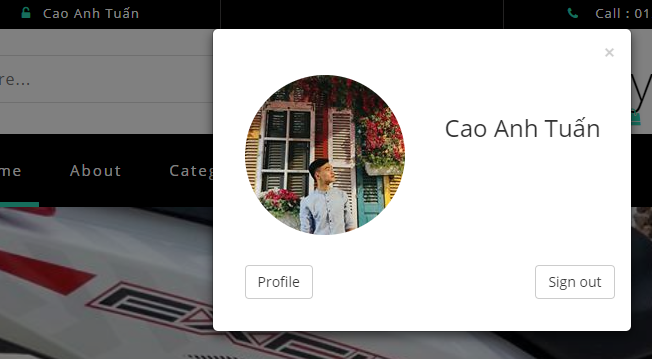 Cao Anh Tuấn
Call : 01
re...
×
Cao Anh Tuấn
me
About
Categ
Profile
Sign out